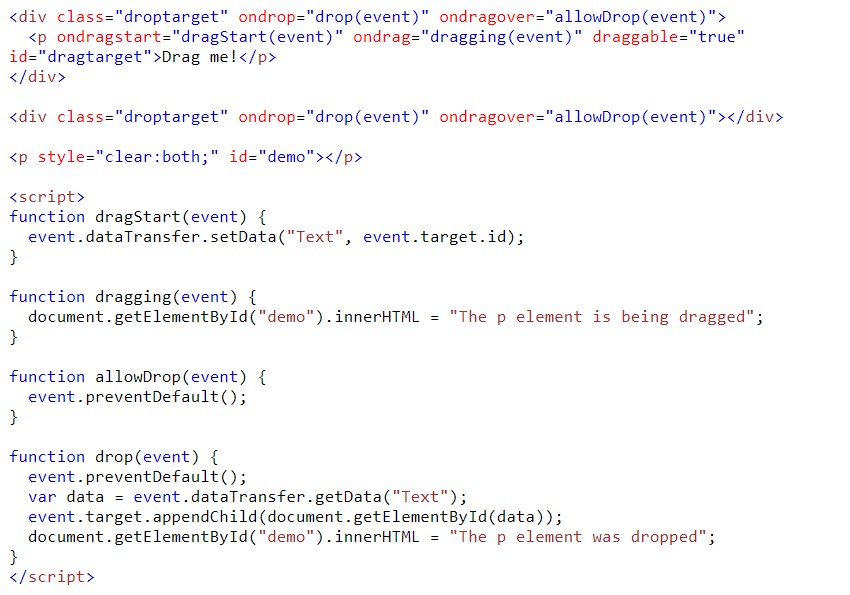 <div class="droptarget" ondrop="drop(event)" ondragover="allowDrop(event)">
  <p ondragstart="dragStart(event)" ondrag="dragging(event)" draggable="true"
id="dragtarget">Drag me!</p>
</div>

<div class="droptarget" ondrop="drop(event)" ondragover="allowDrop(event)"></div>

<p style="clear:both;" id="demo"></p>

<script>
function dragStart(event) {
  event.dataTransfer.setData("Text", event.target.id);
}

function dragging(event) {
  document.getElementById("demo").innerHTML = "The p element is being dragged";
}

function allowDrop(event) {
  event.preventDefault();
}

function drop(event) {
  event.preventDefault();
  var data = event.dataTransfer.getData("Text");
  event.target.appendChild(document.getElementById(data));
  document.getElementById("demo").innerHTML = "The p element was dropped";
}
</script>